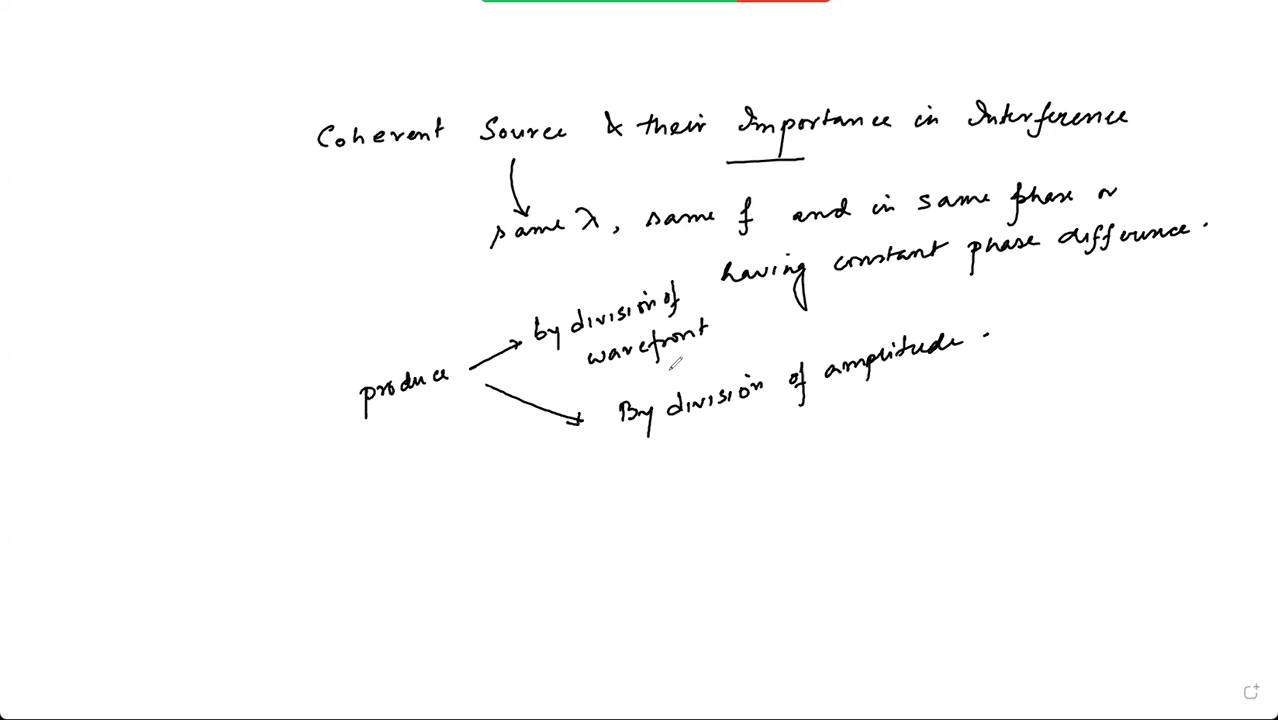 Coherent Source & their Importance in Interference
same λ, same f and in same phase or
having constant phase difference.
produce
by division of
wavefront
By division of amplitude.